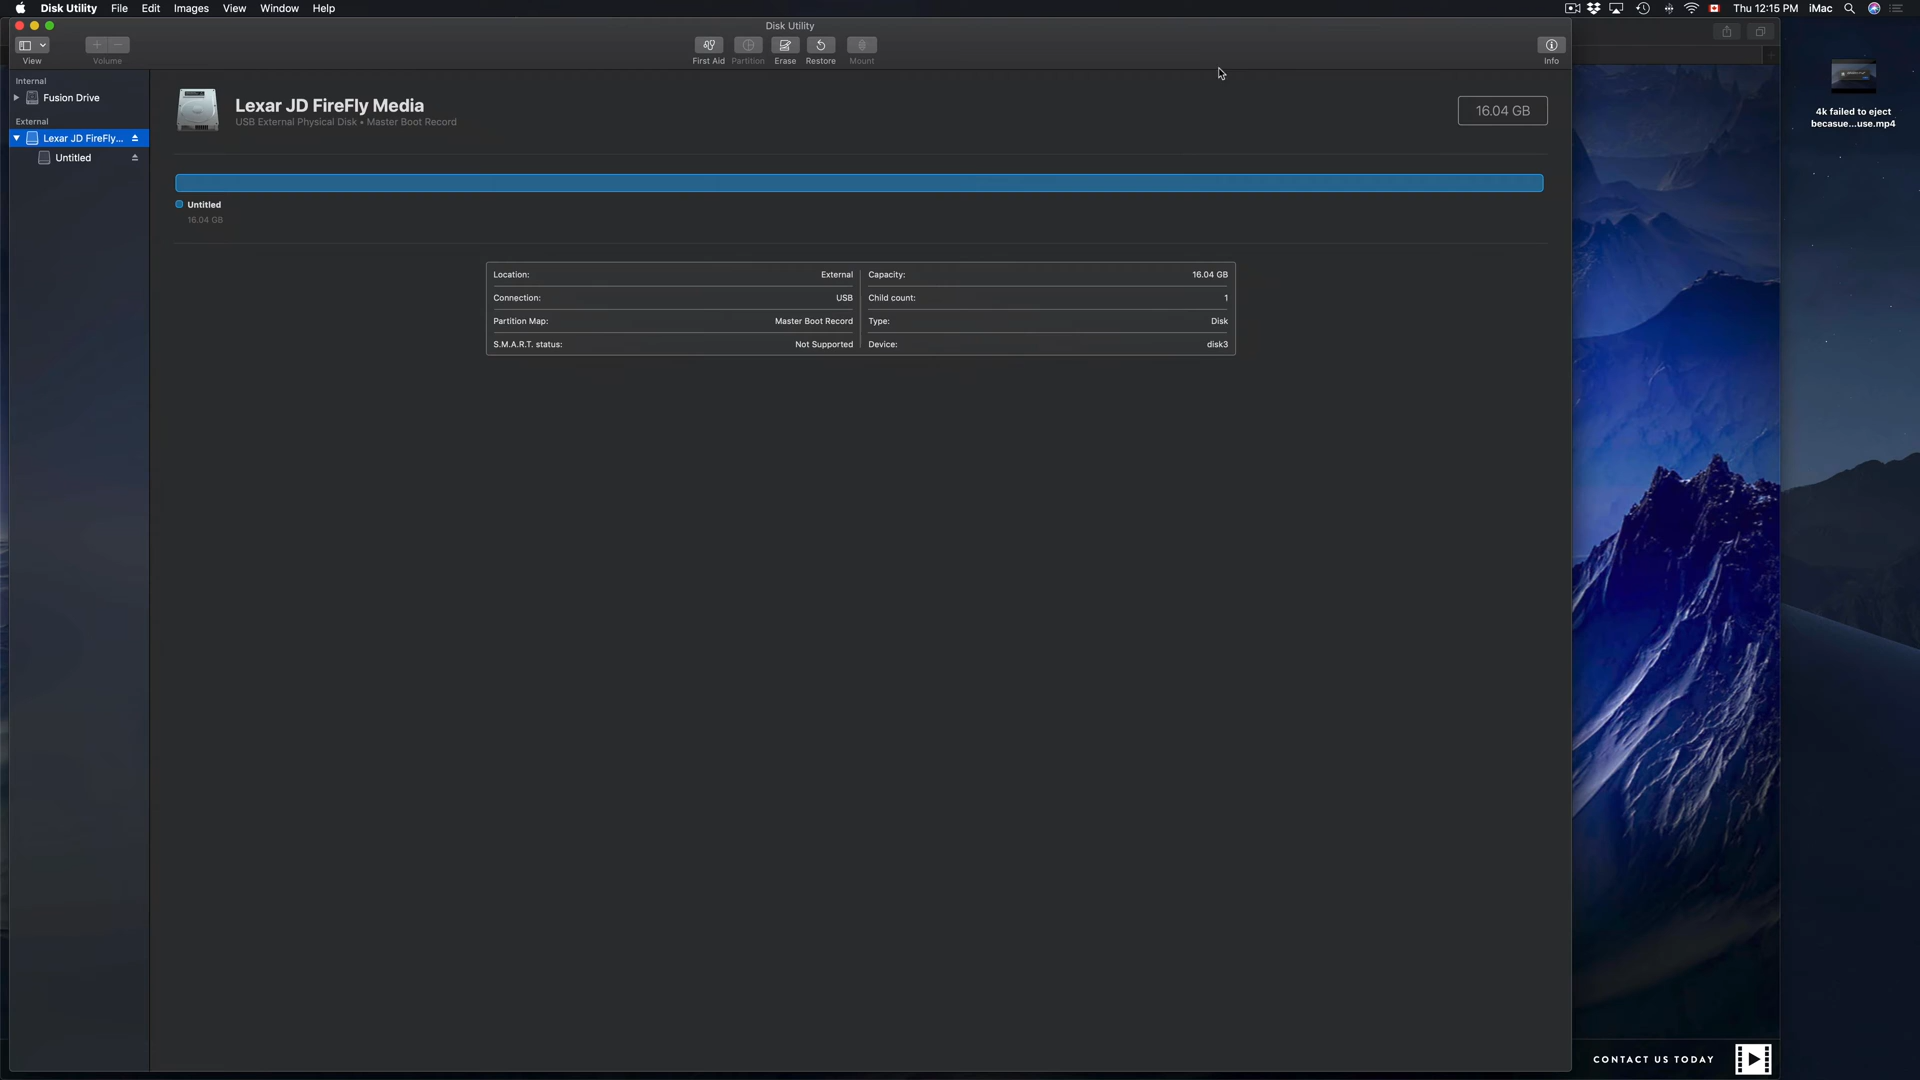 Disk Utility File Edit Images View Window Help
Thu 12:15 PM iMac
Disk Utility
View
Volume
First Aid
Partition
Erase
Restore
Mount
Info
Internal
Fusion Drive
External
Lexar JD FireFly...
Untitled
Lexar JD FireFly Media
USB External Physical Disk • Master Boot Record
16.04 GB
Untitled
16.04 GB
Location: External
Capacity: 16.04 GB
Connection: USB
Child count: 1
Partition Map: Master Boot Record
Type: Disk
S.M.A.R.T. status: Not Supported
Device: disk3
4k failed to eject
becasue...use.mp4
CONTACT US TODAY